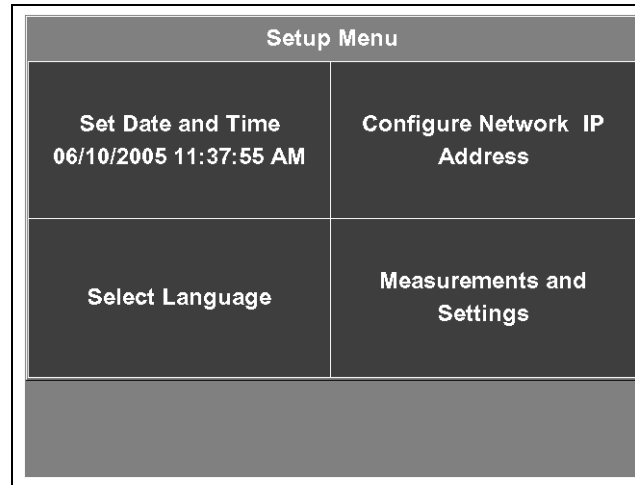 Setup Menu
Set Date and Time
06/10/2005 11:37:55 AM
Configure Network  IP
Address
Select Language
Measurements and
Settings